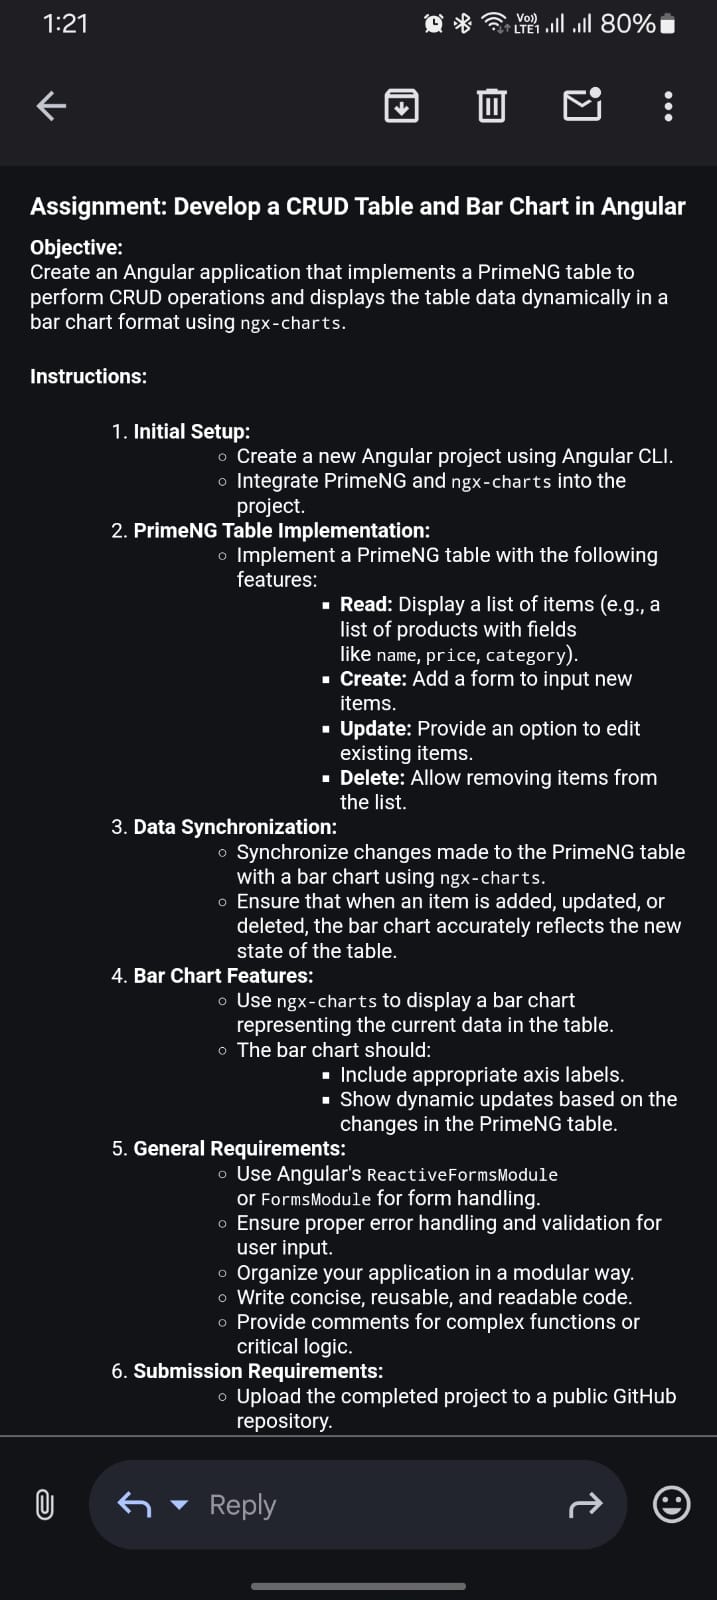 1:21
Vo)) LTE1 80%
Assignment: Develop a CRUD Table and Bar Chart in Angular
Objective:
Create an Angular application that implements a PrimeNG table to
perform CRUD operations and displays the table data dynamically in a
bar chart format using ngx-charts.
Instructions:
1. Initial Setup:
○ Create a new Angular project using Angular CLI.
○ Integrate PrimeNG and ngx-charts into the
project.
2. PrimeNG Table Implementation:
○ Implement a PrimeNG table with the following
features:
▪ Read: Display a list of items (e.g., a
list of products with fields
like name, price, category).
▪ Create: Add a form to input new
items.
▪ Update: Provide an option to edit
existing items.
▪ Delete: Allow removing items from
the list.
3. Data Synchronization:
○ Synchronize changes made to the PrimeNG table
with a bar chart using ngx-charts.
○ Ensure that when an item is added, updated, or
deleted, the bar chart accurately reflects the new
state of the table.
4. Bar Chart Features:
○ Use ngx-charts to display a bar chart
representing the current data in the table.
○ The bar chart should:
▪ Include appropriate axis labels.
▪ Show dynamic updates based on the
changes in the PrimeNG table.
5. General Requirements:
○ Use Angular's ReactiveFormsModule
or FormsModule for form handling.
○ Ensure proper error handling and validation for
user input.
○ Organize your application in a modular way.
○ Write concise, reusable, and readable code.
○ Provide comments for complex functions or
critical logic.
6. Submission Requirements:
○ Upload the completed project to a public GitHub
repository.
Reply